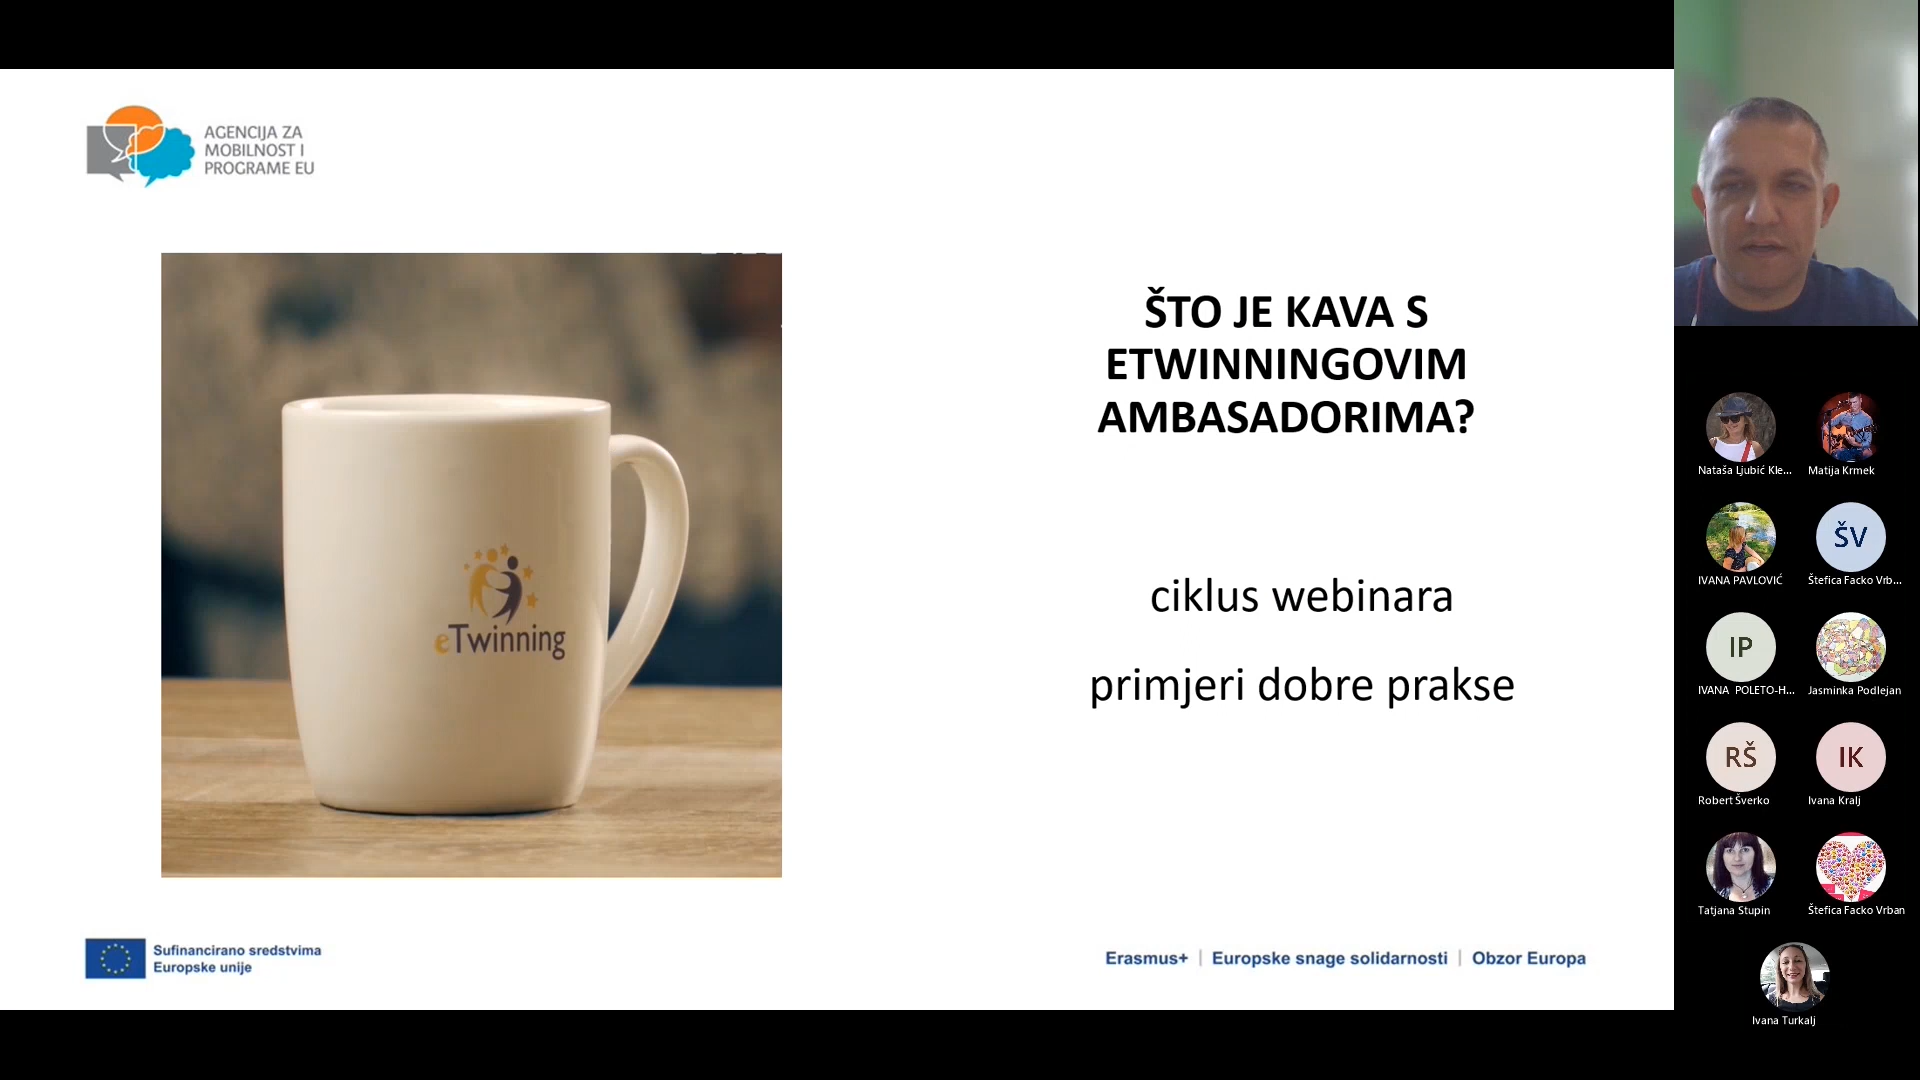 AGENCIJA ZA
MOBILNOST I
PROGRAME EU
eTwinning
ŠTO JE KAVA S
ETWINNINGOVIM
AMBASADORIMA?
ciklus webinara
primjeri dobre prakse
Sufinancirano sredstvima
Europske unije
Erasmus+ | Europske snage solidarnosti | Obzor Europa
Nataša Ljubić Kle...
Matija Krmek
IVANA PAVLOVIĆ
ŠV
Štefica Facko Vrb...
IP
IVANA POLETO-H...
Jasminka Podlejan
RŠ
Robert Šverko
IK
Ivana Kralj
Tatjana Stupin
Štefica Facko Vrban
Ivana Turkalj